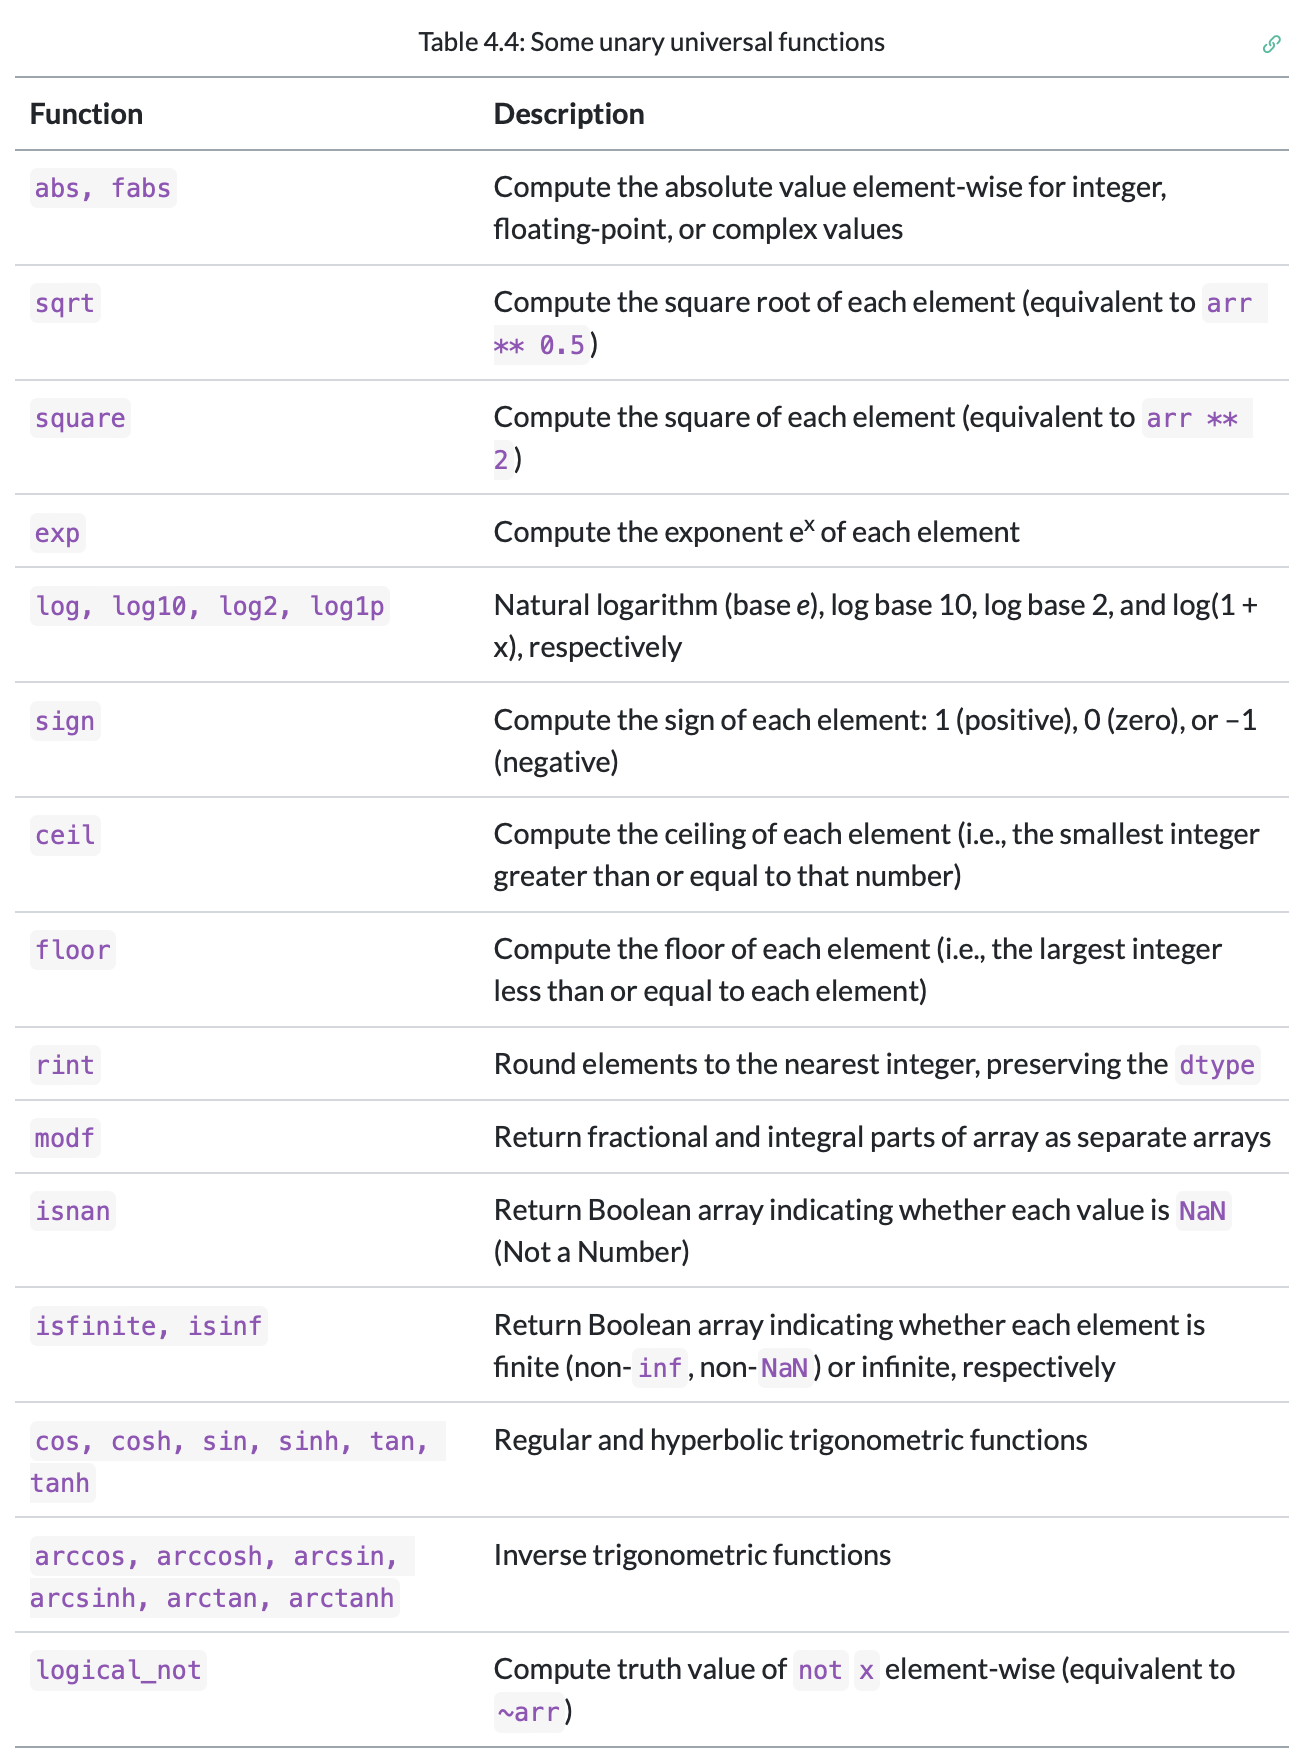 Table 4.4: Some unary universal functions
Function Description
abs, fabs Compute the absolute value element-wise for integer,
floating-point, or complex values
sqrt Compute the square root of each element (equivalent to arr
** 0.5)
square Compute the square of each element (equivalent to arr **
2)
exp Compute the exponent eˣ of each element
log, log10, log2, log1p Natural logarithm (base e), log base 10, log base 2, and log(1 +
x), respectively
sign Compute the sign of each element: 1 (positive), 0 (zero), or –1
(negative)
ceil Compute the ceiling of each element (i.e., the smallest integer
greater than or equal to that number)
floor Compute the floor of each element (i.e., the largest integer
less than or equal to each element)
rint Round elements to the nearest integer, preserving the dtype
modf Return fractional and integral parts of array as separate arrays
isnan Return Boolean array indicating whether each value is NaN
(Not a Number)
isfinite, isinf Return Boolean array indicating whether each element is
finite (non-inf, non-NaN) or infinite, respectively
cos, cosh, sin, sinh, tan, Regular and hyperbolic trigonometric functions
tanh
arccos, arccosh, arcsin, Inverse trigonometric functions
arcsinh, arctan, arctanh
logical_not Compute truth value of not x element-wise (equivalent to
~arr)